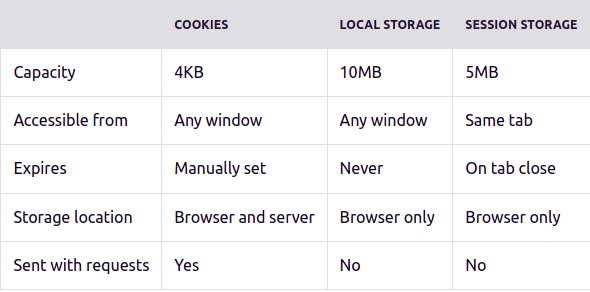 COOKIES LOCAL STORAGE SESSION STORAGE
Capacity 4KB 10MB 5MB
Accessible from Any window Any window Same tab
Expires Manually set Never On tab close
Storage location Browser and server Browser only Browser only
Sent with requests Yes No No